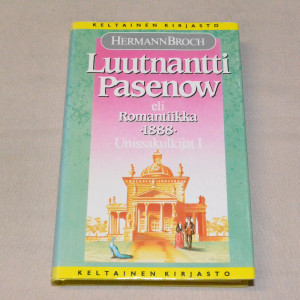 KELTAINEN KIRJASTO
HERMANN BROCH
Luutnantti
Pasenow
eli
Romantiikka
·1888·
Unissakulkijat I
KELTAINEN KIRJASTO